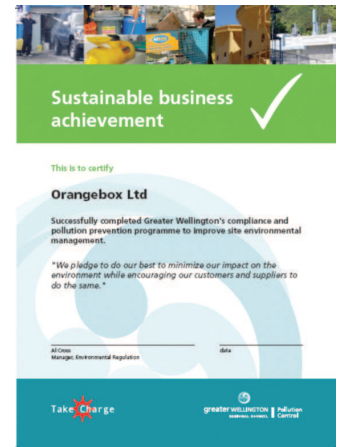 Sustainable business
achievement
This is to certify
Orangebox Ltd
Successfully completed Greater Wellington's compliance and
pollution prevention programme to improve site environmental
management.
"We pledge to do our best to minimize our impact on the
environment while encouraging our customers and suppliers to
do the same."
Al Cross
date
Manager, Environmental Regulation
Take Charge
greater WELLINGTON
REGIONAL COUNCIL
Pollution
Control